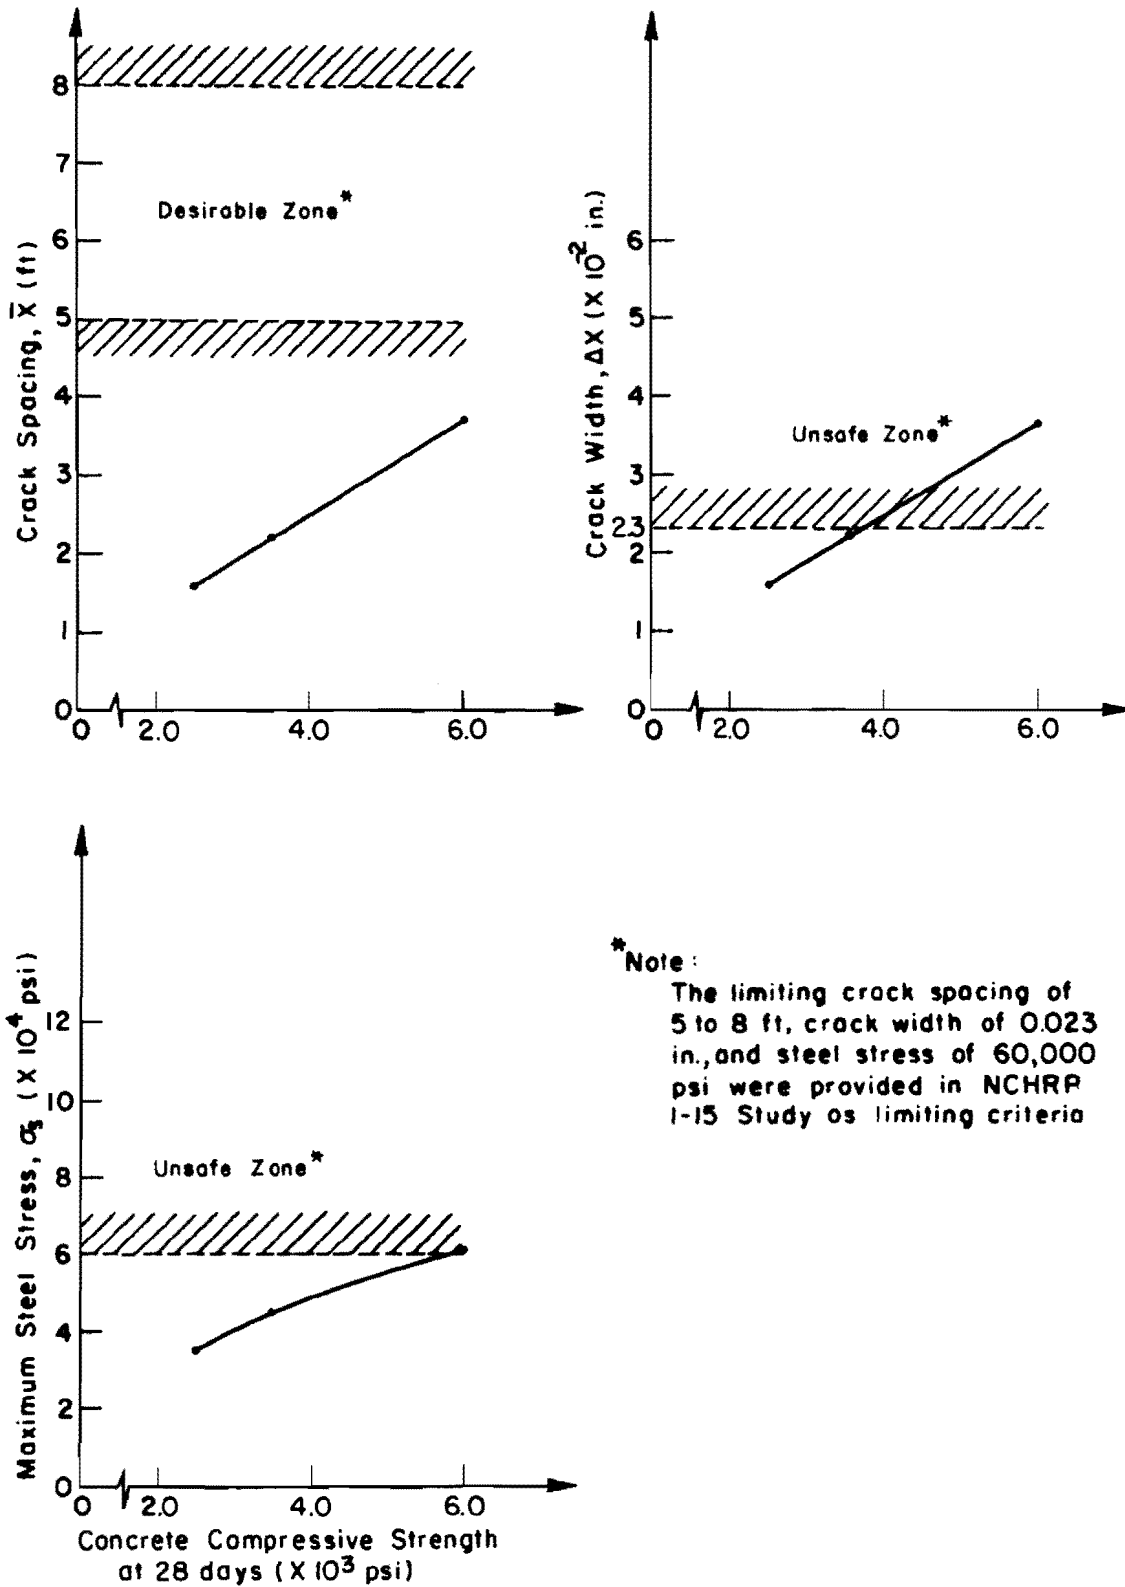 8
7
Desirable Zone*
6
5
4
3
2
1
0
0 2.0 4.0 6.0
Crack Spacing, X̄ (ft)
6
5
4
Unsafe Zone*
3
2.3
2
1
0
0 2.0 4.0 6.0
Crack Width, ΔX (X 10⁻² in.)
12
10
8
Unsafe Zone*
6
4
2
0
0 2.0 4.0 6.0
Maximum Steel Stress, σs (X 10⁴ psi)
Concrete Compressive Strength
at 28 days (X 10³ psi)
*Note:
The limiting crack spacing of
5 to 8 ft, crack width of 0.023
in., and steel stress of 60,000
psi were provided in NCHRP
1-15 Study as limiting criteria